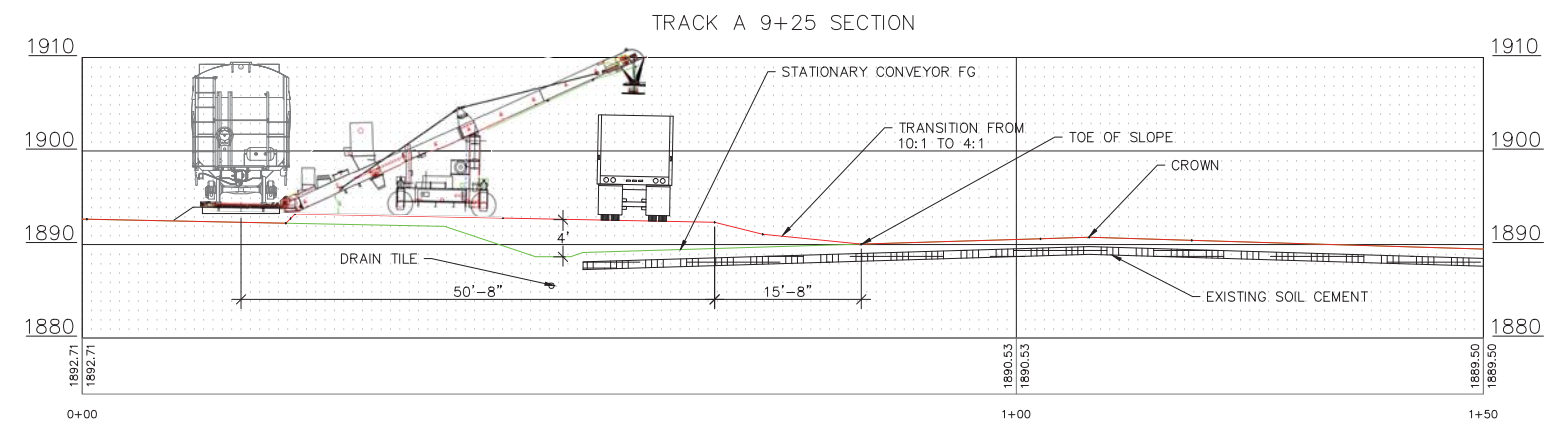 TRACK A 9+25 SECTION
1910
1910
STATIONARY CONVEYOR FG
TRANSITION FROM
10:1 TO 4:1
TOE OF SLOPE
1900
1900
CROWN
1890
1890
4'
DRAIN TILE
50'-8"
15'-8"
EXISTING SOIL CEMENT
1880
1880
1892.71
1892.71
1890.53
1890.53
1889.50
1889.50
0+00
1+00
1+50